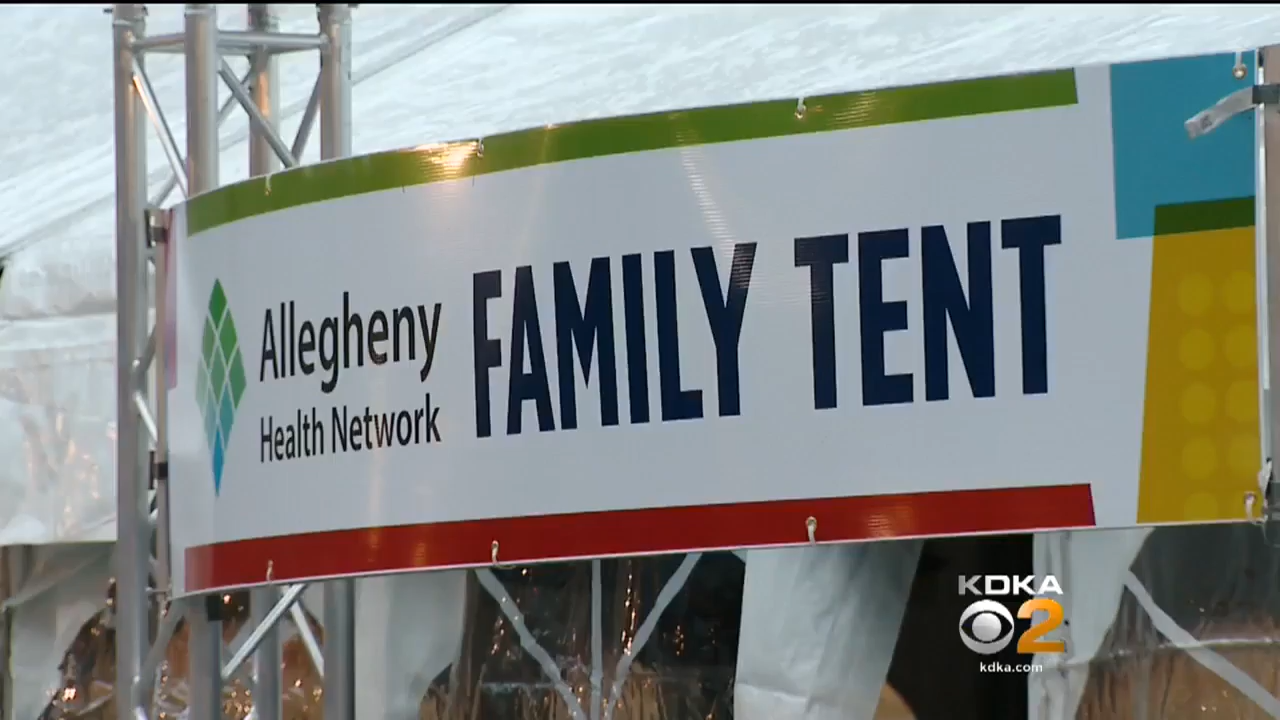 Allegheny
Health Network
FAMILY TENT
KDKA
2
kdka.com